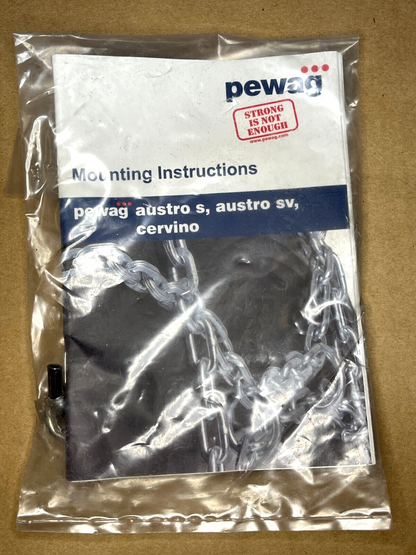 pewag
STRONG
IS NOT
ENOUGH
www.pewag.com
Mounting Instructions
pewag austro s, austro sv,
cervino